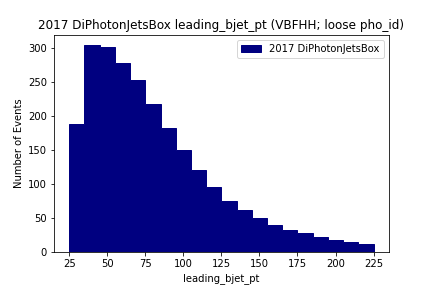 2017 DiPhotonJetsBox leading_bjet_pt (VBFHH; loose pho_id)
2017 DiPhotonJetsBox
300
250
200
150
100
50
0
Number of Events
25 50 75 100 125 150 175 200 225
leading_bjet_pt